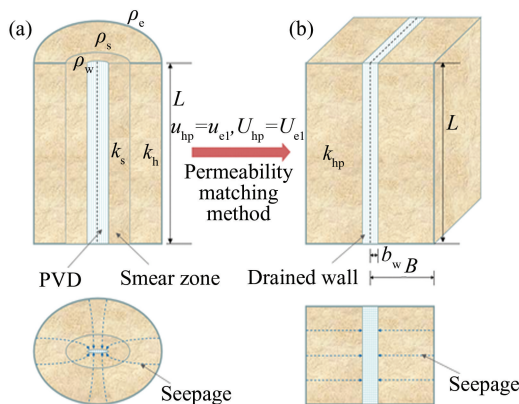 (a)
ρe
ρs
ρw
L
ks
kh
PVD
Smear zone
Seepage
uhp=ue1,Uhp=Ue1
Permeability
matching
method
(b)
khp
L
Drained wall
bw
B
Seepage